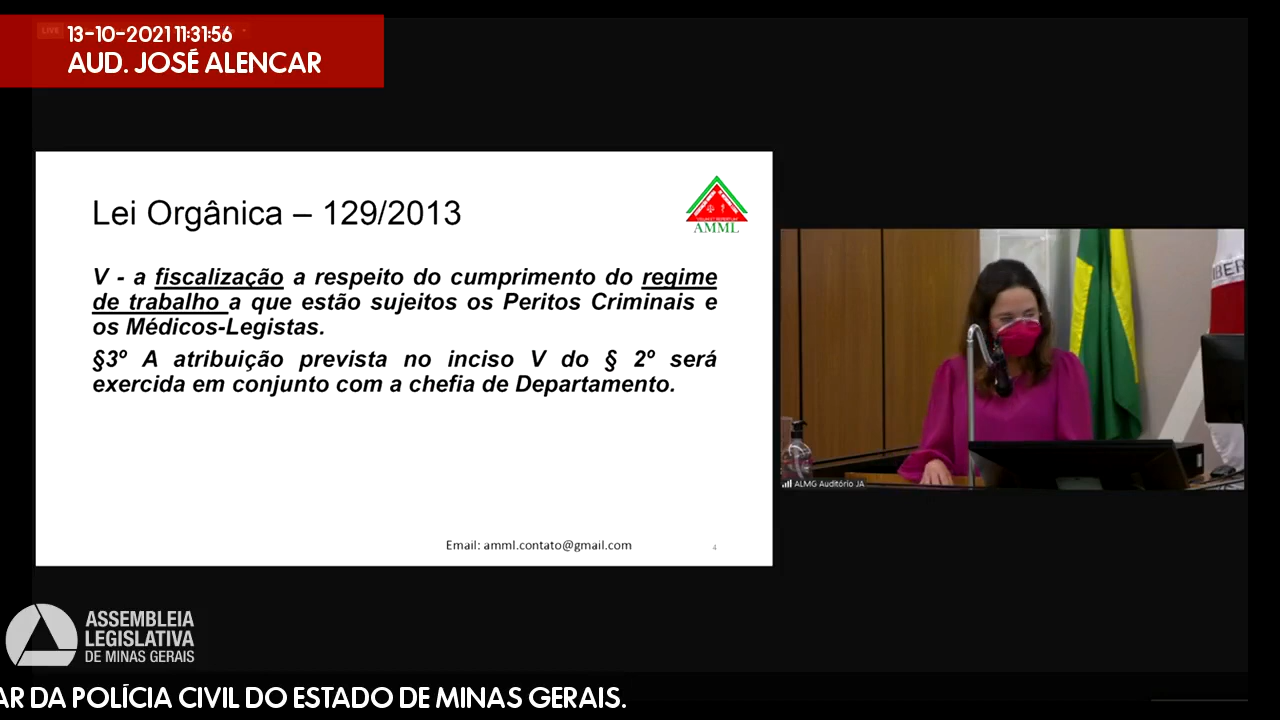 LIVE
13-10-2021 11:31:56
AUD. JOSÉ ALENCAR
Lei Orgânica – 129/2013
AMML
V - a fiscalização a respeito do cumprimento do regime
de trabalho a que estão sujeitos os Peritos Criminais e
os Médicos-Legistas.
§3º A atribuição prevista no inciso V do § 2º será
exercida em conjunto com a chefia de Departamento.
Email: amml.contato@gmail.com
4
IBER
ALMG Auditório JA
ASSEMBLEIA
LEGISLATIVA
DE MINAS GERAIS
AR DA POLÍCIA CIVIL DO ESTADO DE MINAS GERAIS.